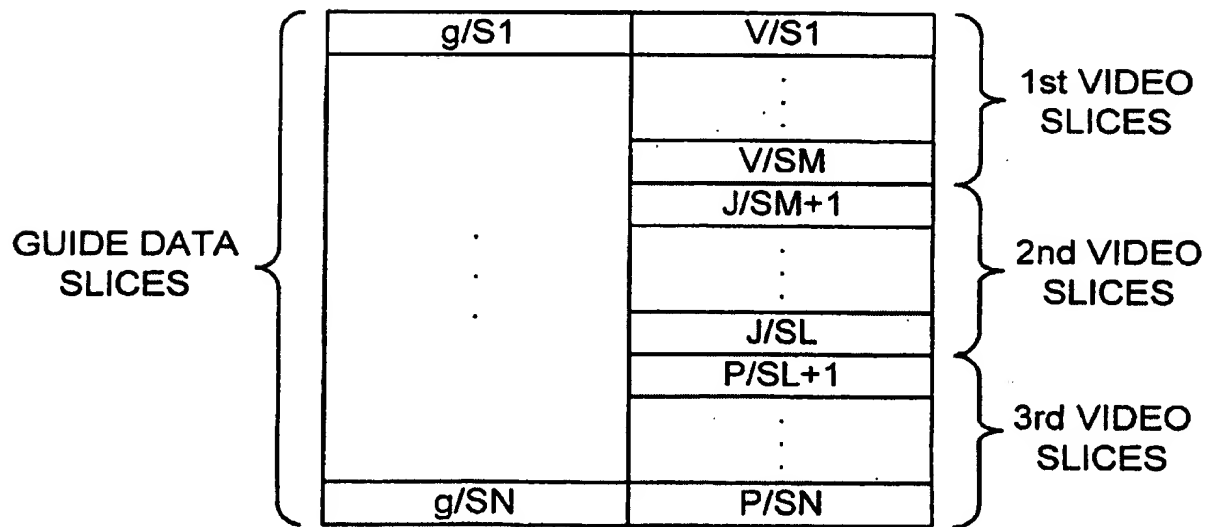 g/S1 V/S1
1st VIDEO
SLICES
V/SM
J/SM+1
GUIDE DATA
SLICES
2nd VIDEO
SLICES
J/SL
P/SL+1
3rd VIDEO
SLICES
g/SN P/SN